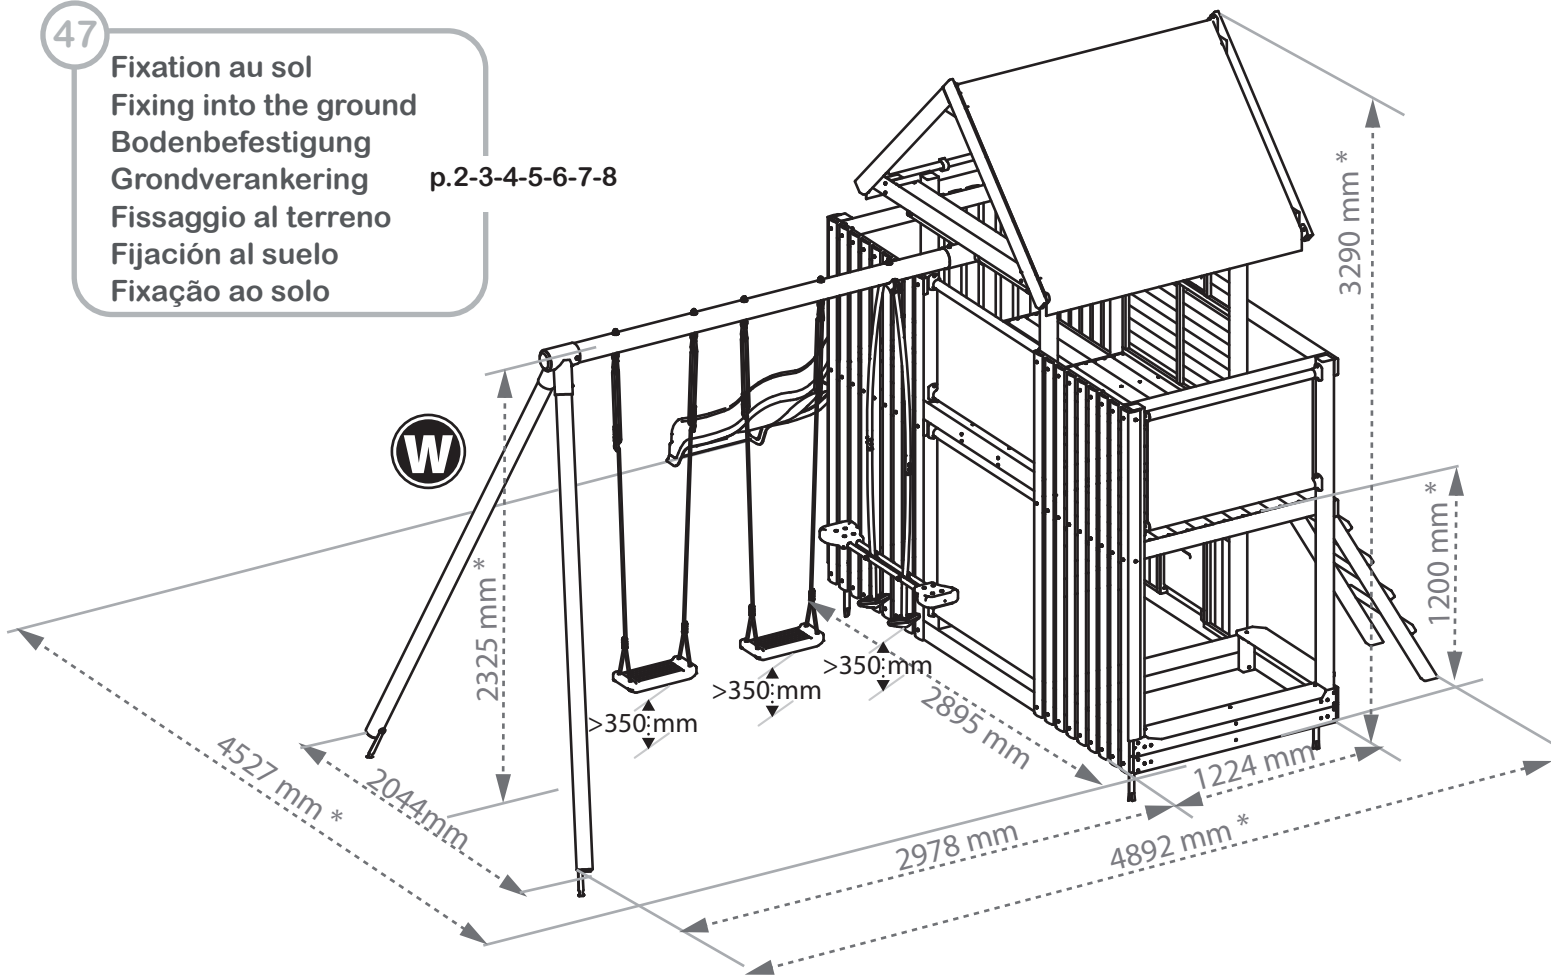 47
Fixation au sol
Fixing into the ground
Bodenbefestigung
Grondverankering
p.2-3-4-5-6-7-8
Fissaggio al terreno
Fijación al suelo
Fixação ao solo
W
3290 mm *
1200 mm *
2325 mm *
>350 mm
>350 mm
>350 mm
2895 mm
4527 mm *
2044mm
1224 mm
2978 mm
4892 mm *